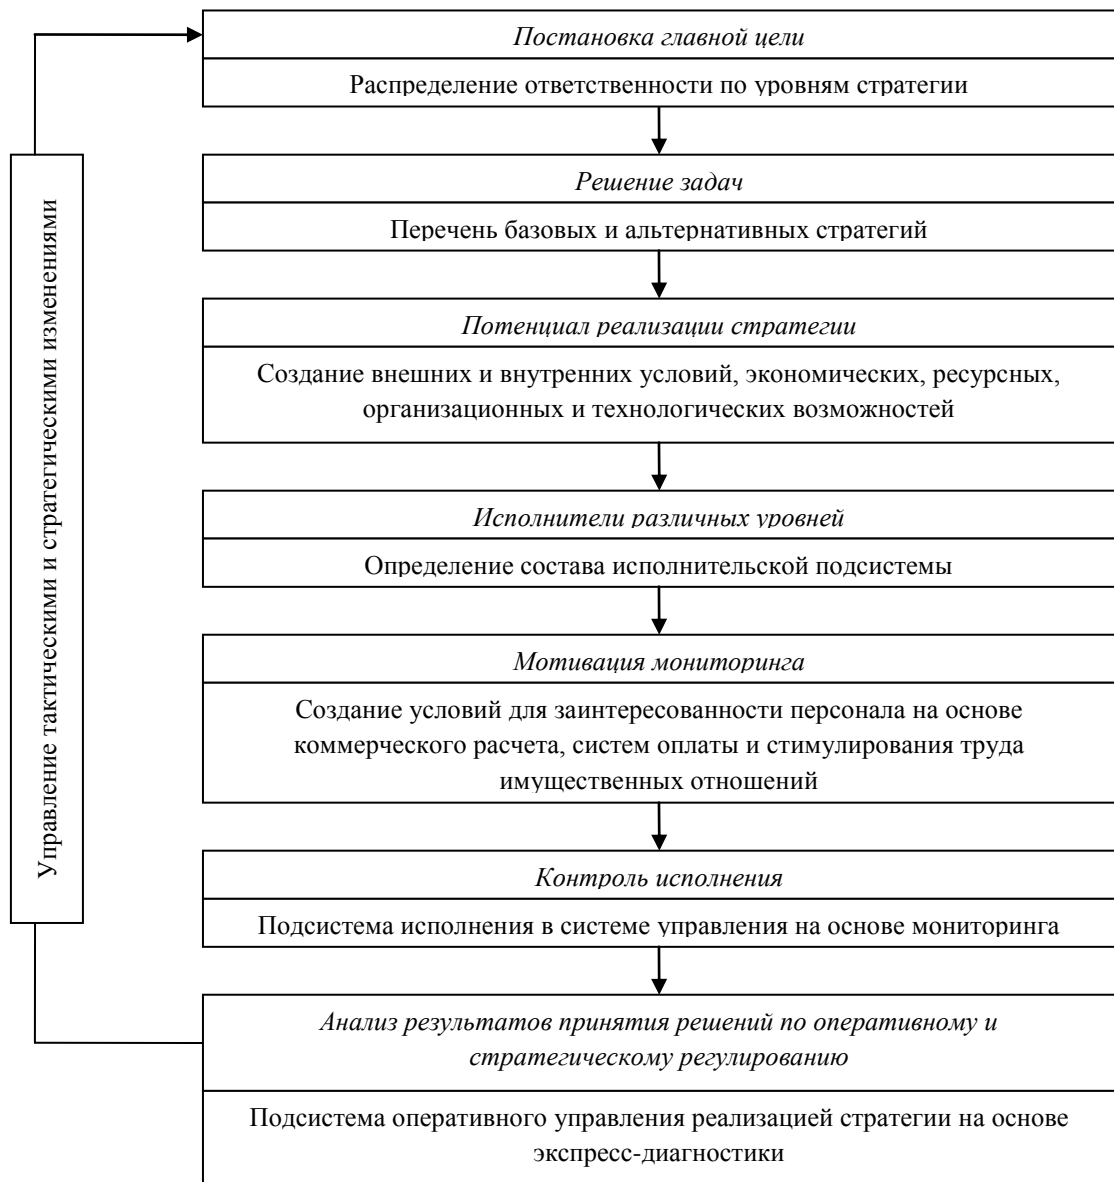 Постановка главной цели
Распределение ответственности по уровням стратегии
Решение задач
Перечень базовых и альтернативных стратегий
Потенциал реализации стратегии
Создание внешних и внутренних условий, экономических, ресурсных,
организационных и технологических возможностей
Исполнители различных уровней
Определение состава исполнительской подсистемы
Мотивация мониторинга
Создание условий для заинтересованности персонала на основе
коммерческого расчета, систем оплаты и стимулирования труда
имущественных отношений
Контроль исполнения
Подсистема исполнения в системе управления на основе мониторинга
Анализ результатов принятия решений по оперативному и
стратегическому регулированию
Подсистема оперативного управления реализацией стратегии на основе
экспресс-диагностики
Управление тактическими и стратегическими изменениями